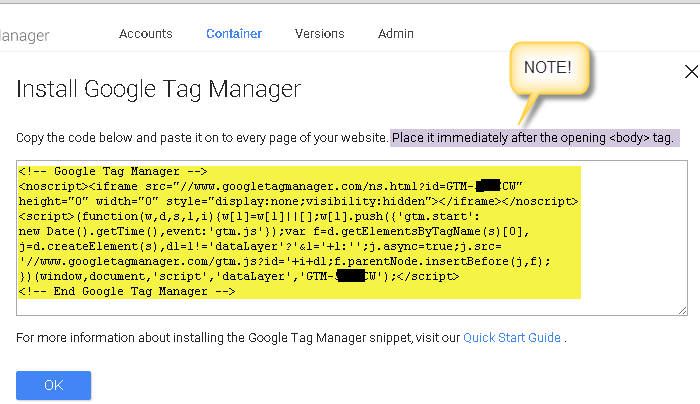 Manager Accounts Container Versions Admin
NOTE!
Install Google Tag Manager
Copy the code below and paste it on to every page of your website. Place it immediately after the opening <body> tag.
<!-- Google Tag Manager -->
<noscript><iframe src="//www.googletagmanager.com/ns.html?id=GTM- CW"
height="0" width="0" style="display:none;visibility:hidden"></iframe></noscript>
<script>(function(w,d,s,l,i){w[l]=w[l]||[];w[l].push({'gtm.start':
new Date().getTime(),event:'gtm.js'});var f=d.getElementsByTagName(s)[0],
j=d.createElement(s),dl=l!='dataLayer'?'&l='+l:'';j.async=true;j.src=
'//www.googletagmanager.com/gtm.js?id='+i+dl;f.parentNode.insertBefore(j,f);
})(window,document,'script','dataLayer','GTM- CW');</script>
<!-- End Google Tag Manager -->
For more information about installing the Google Tag Manager snippet, visit our Quick Start Guide .
OK